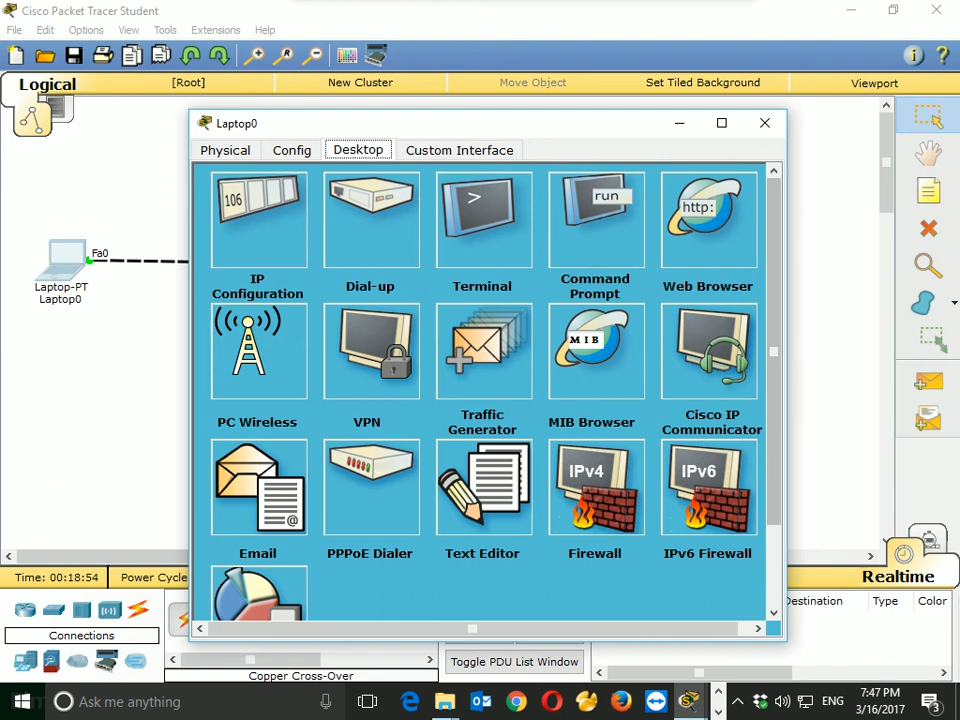 Cisco Packet Tracer Student
File Edit Options View Tools Extensions Help
Logical [Root] New Cluster Move Object Set Tiled Background Viewport
Laptop0
Physical Config Desktop Custom Interface
106
>
run
http:
IP Configuration
Dial-up
Terminal
Command Prompt
Web Browser
Fa0
Laptop-PT
Laptop0
MIB
PC Wireless
VPN
Traffic Generator
MIB Browser
Cisco IP Communicator
@
IPv4
IPv6
Email
PPPoE Dialer
Text Editor
Firewall
IPv6 Firewall
Time: 00:18:54 Power Cycle
Realtime
Destination Type Color
Connections
Copper Cross-Over
Toggle PDU List Window
Ask me anything
ENG
7:47 PM
3/16/2017
3